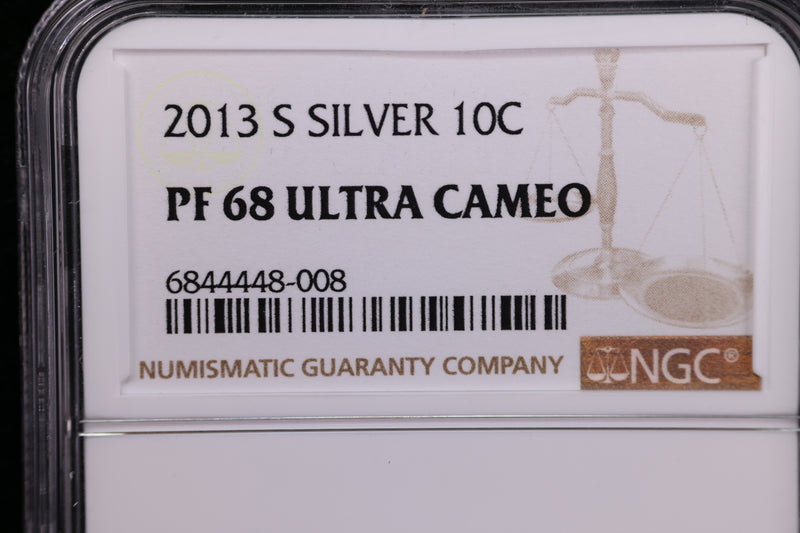 2013 S SILVER 10C
PF 68 ULTRA CAMEO
6844448-008
NUMISMATIC GUARANTY COMPANY
NGC®